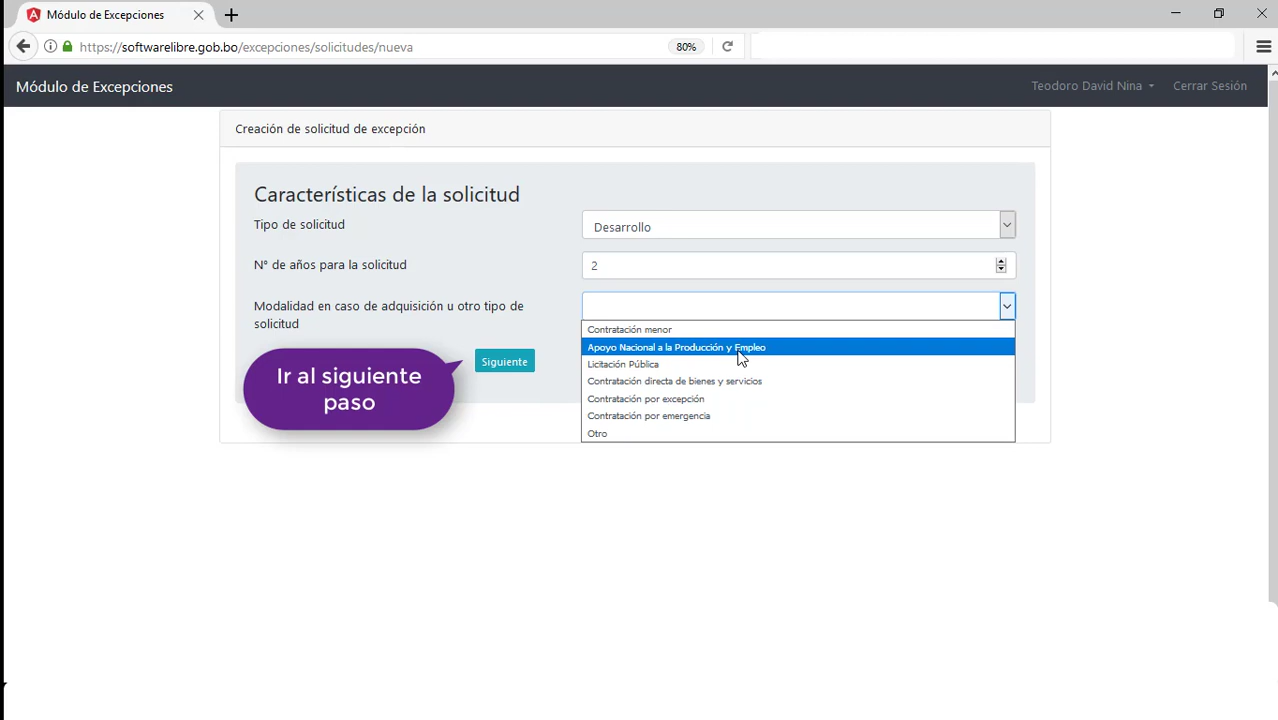 Módulo de Excepciones
https://softwarelibre.gob.bo/excepciones/solicitudes/nueva
80%
Módulo de Excepciones
Teodoro David Nina
Cerrar Sesión
Creación de solicitud de excepción
Características de la solicitud
Tipo de solicitud
Desarrollo
N° de años para la solicitud
2
Modalidad en caso de adquisición u otro tipo de
solicitud
Contratación menor
Apoyo Nacional a la Producción y Empleo
Licitación Pública
Contratación directa de bienes y servicios
Contratación por excepción
Contratación por emergencia
Otro
Siguiente
Ir al siguiente
paso